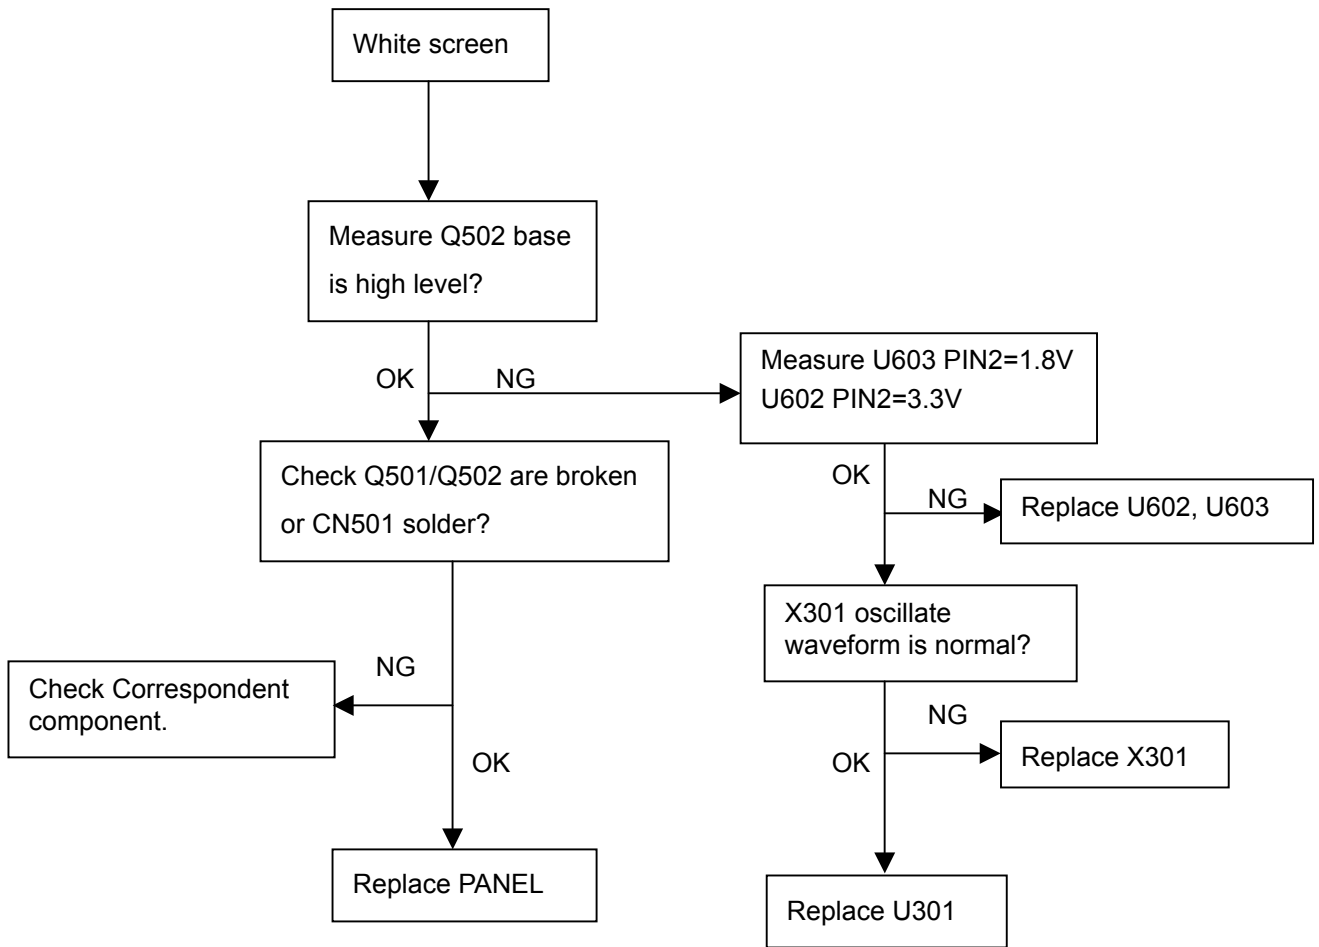 White screen
Measure Q502 base
is high level?
OK
NG
Measure U603 PIN2=1.8V
U602 PIN2=3.3V
Check Q501/Q502 are broken
or CN501 solder?
OK
NG
Replace U602, U603
X301 oscillate
waveform is normal?
NG
Check Correspondent
component.
OK
NG
OK
Replace X301
Replace PANEL
Replace U301